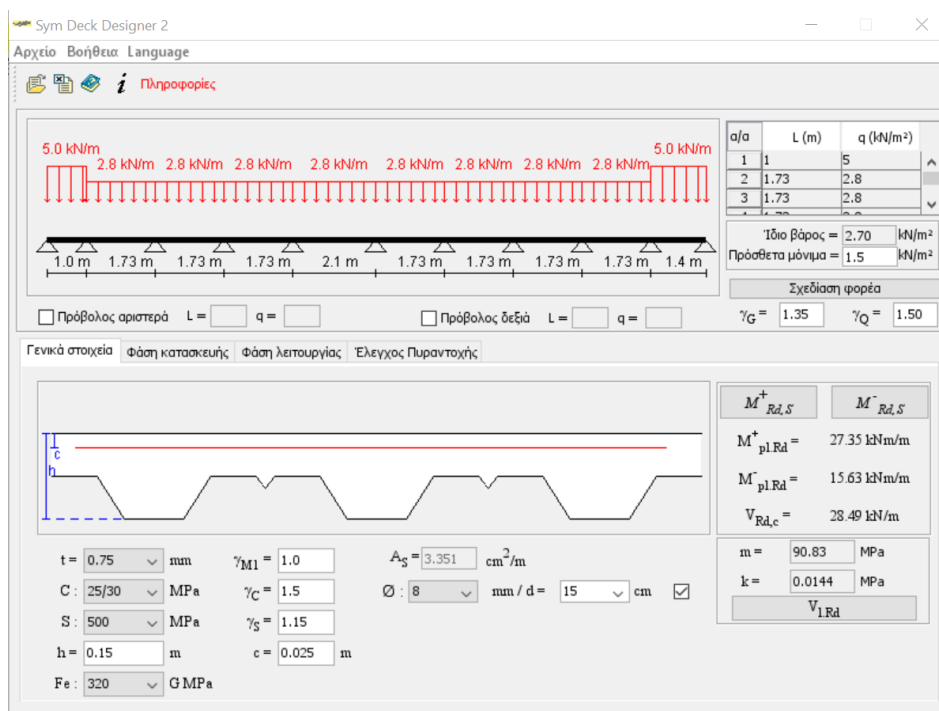 Sym Deck Designer 2
Αρχείο Βοήθεια Language
i Πληροφορίες
5.0 kN/m 2.8 kN/m 2.8 kN/m 2.8 kN/m 2.8 kN/m 2.8 kN/m 2.8 kN/m 2.8 kN/m 2.8 kN/m 5.0 kN/m
1.0 m 1.73 m 1.73 m 1.73 m 2.1 m 1.73 m 1.73 m 1.73 m 1.73 m 1.4 m
Πρόβολος αριστερά L = q = Πρόβολος δεξιά L = q =
α/α L (m) q (kN/m²)
1 1 5
2 1.73 2.8
3 1.73 2.8
Ίδιο βάρος = 2.70 kN/m²
Πρόσθετα μόνιμα = 1.5 kN/m²
Σχεδίαση φορέα
γG = 1.35 γQ = 1.50
Γενικά στοιχεία Φάση κατασκευής Φάση λειτουργίας Έλεγχος Πυραντοχής
c
h
M+Rd,S M-Rd,S
M+pl.Rd = 27.35 kNm/m
M-pl.Rd = 15.63 kNm/m
VRd,c = 28.49 kN/m
m = 90.83 MPa
k = 0.0144 MPa
Vl.Rd
t = 0.75 mm γM1 = 1.0 AS = 3.351 cm2/m
C : 25/30 MPa γC = 1.5 Ø : 8 mm / d = 15 cm
S : 500 MPa γS = 1.15
h = 0.15 m c = 0.025 m
Fe : 320 G MPa